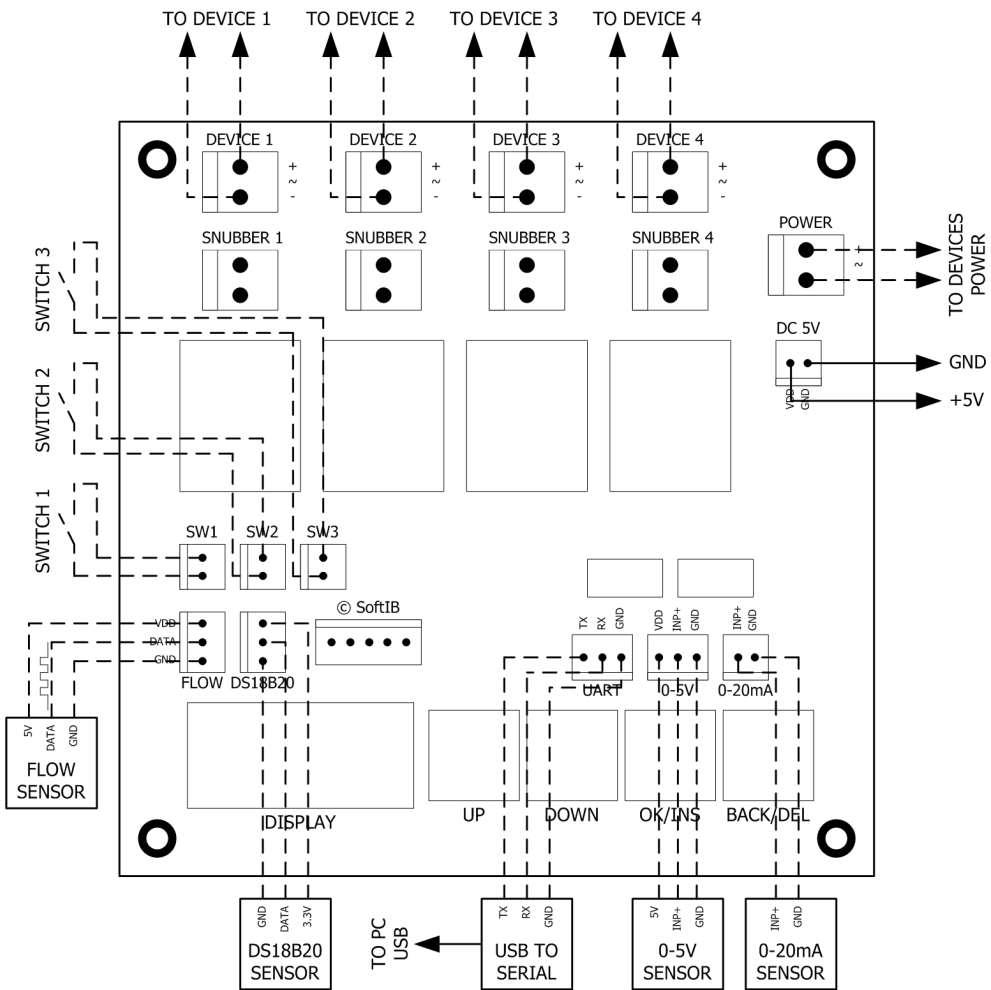 TO DEVICE 1
TO DEVICE 2
TO DEVICE 3
TO DEVICE 4
DEVICE 1
DEVICE 2
DEVICE 3
DEVICE 4
+
~
-
+
~
-
+
~
-
+
~
-
SNUBBER 1
SNUBBER 2
SNUBBER 3
SNUBBER 4
POWER
+
~
TO DEVICES
POWER
SWITCH 3
DC 5V
VDD
GND
GND
+5V
SWITCH 2
SWITCH 1
SW1
SW2
SW3
© SoftIB
VDD
DATA
GND
FLOW
DS18B20
TX
RX
GND
UART
VDD
INP+
GND
0-5V
INP+
GND
0-20mA
5V
DATA
GND
FLOW
SENSOR
DISPLAY
UP
DOWN
OK/INS
BACK/DEL
GND
DATA
3.3V
DS18B20
SENSOR
TO PC
USB
TX
RX
GND
USB TO
SERIAL
5V
INP+
GND
0-5V
SENSOR
INP+
GND
0-20mA
SENSOR